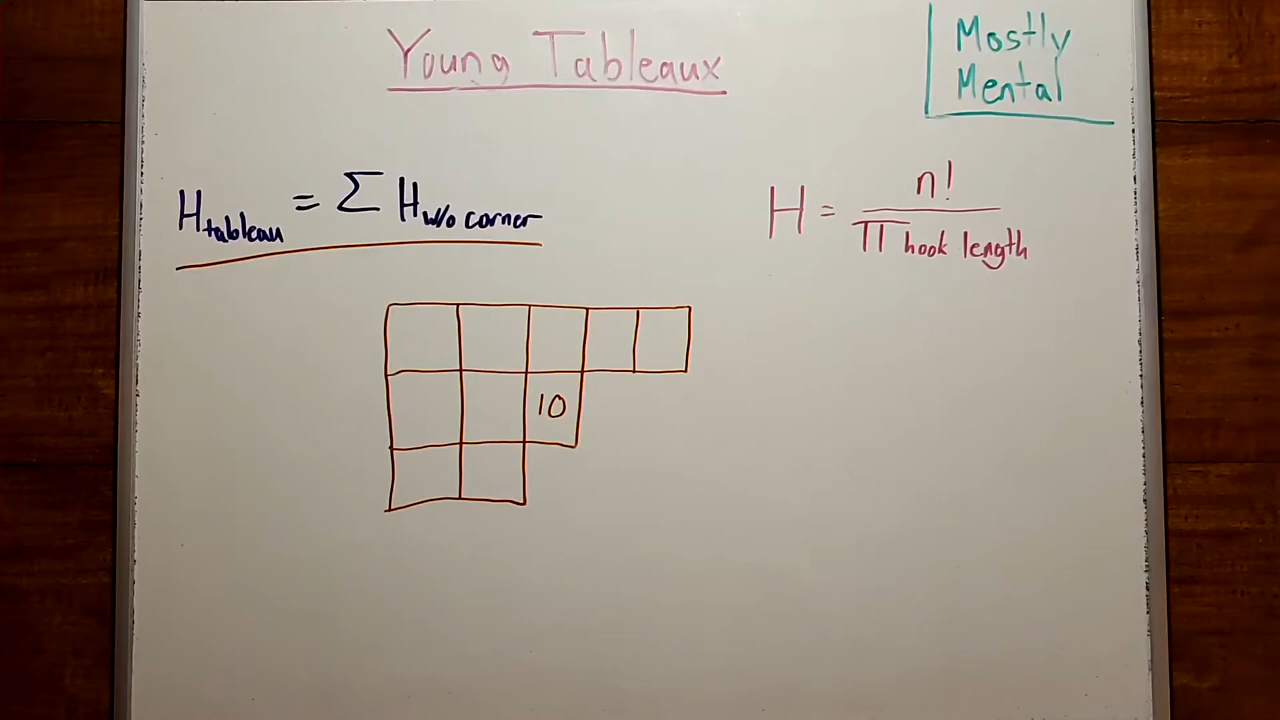 Young Tableaux
Mostly
Mental
H_tableau = Σ H_w/o corner
H = n! / Π hook length
10